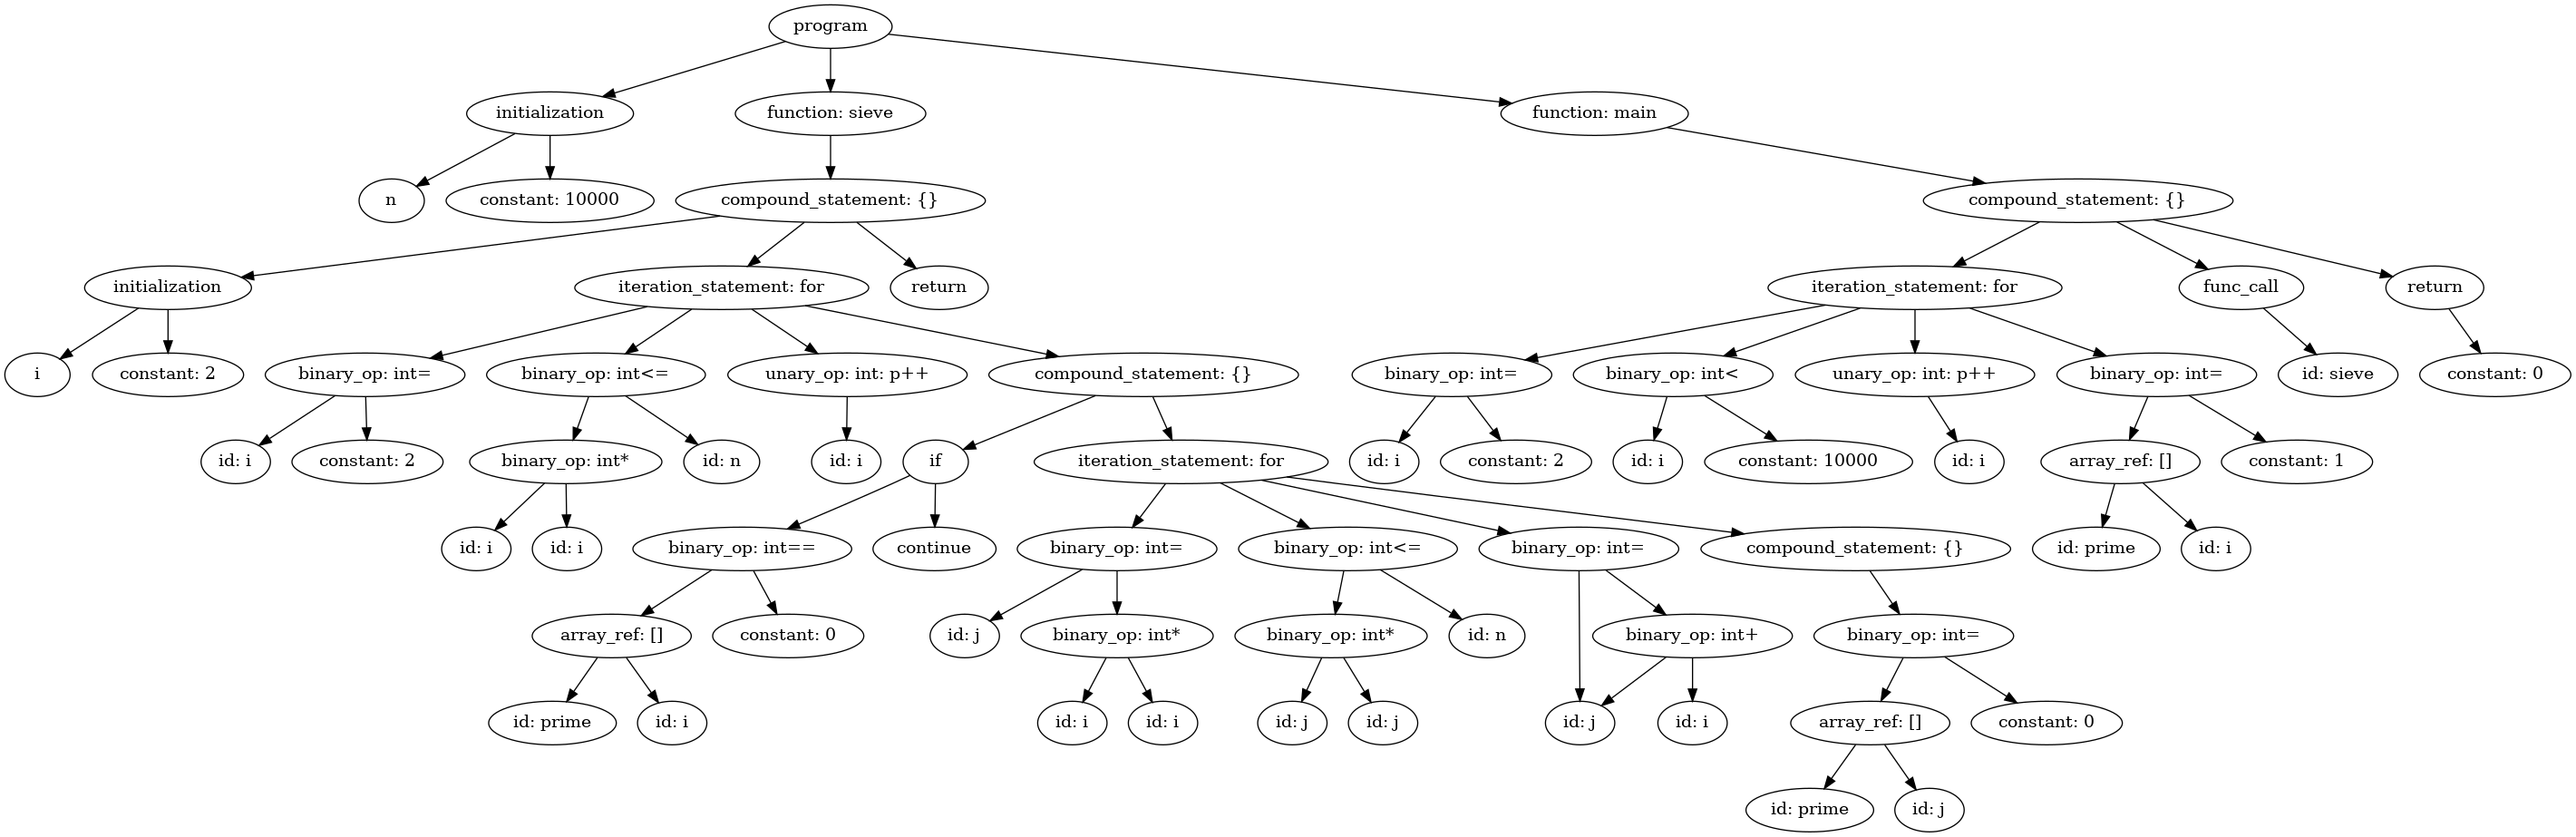 program
initialization
function: sieve
function: main
n
constant: 10000
compound_statement: {}
compound_statement: {}
initialization
iteration_statement: for
return
iteration_statement: for
func_call
return
i
constant: 2
binary_op: int=
binary_op: int<=
unary_op: int: p++
compound_statement: {}
binary_op: int=
binary_op: int<
unary_op: int: p++
binary_op: int=
id: sieve
constant: 0
id: i
constant: 2
binary_op: int*
id: n
id: i
if
iteration_statement: for
id: i
constant: 2
id: i
constant: 10000
id: i
array_ref: []
constant: 1
id: i
id: i
binary_op: int==
continue
binary_op: int=
binary_op: int<=
binary_op: int=
compound_statement: {}
id: prime
id: i
array_ref: []
constant: 0
id: j
binary_op: int*
binary_op: int*
id: n
binary_op: int+
binary_op: int=
id: prime
id: i
id: i
id: i
id: j
id: j
id: j
id: i
array_ref: []
constant: 0
id: prime
id: j